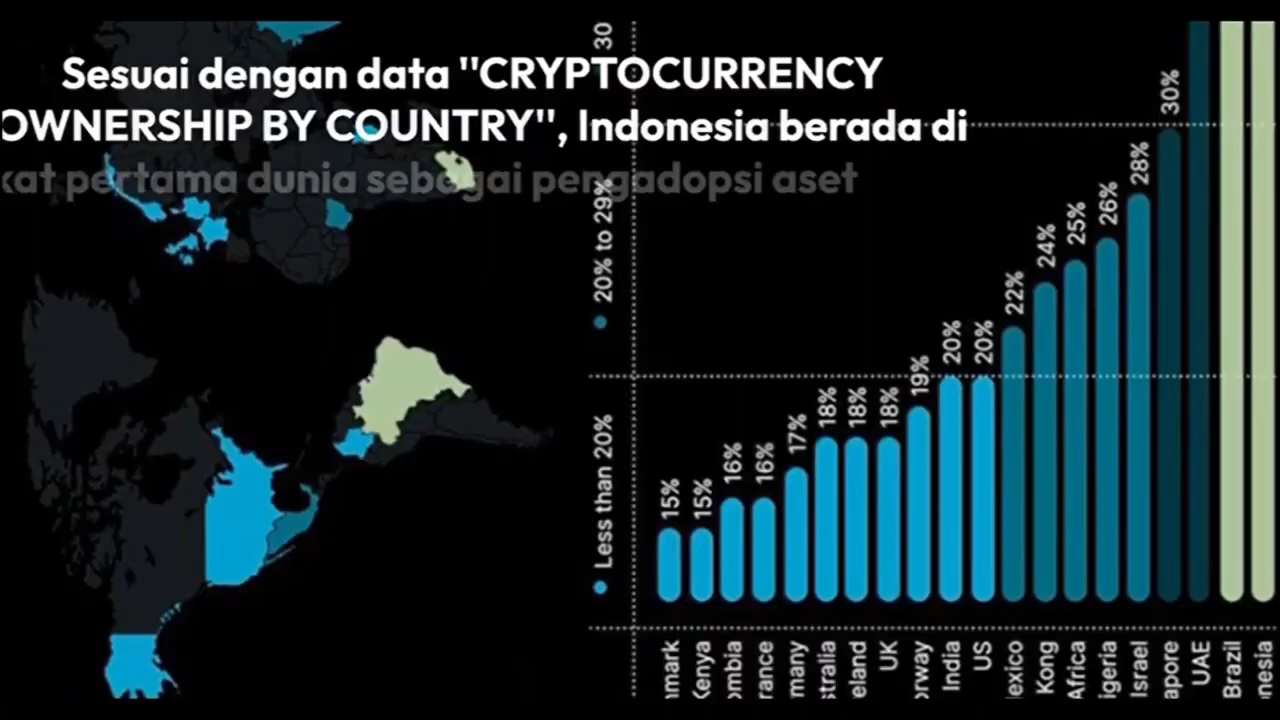 Sesuai dengan data "CRYPTOCURRENCY
OWNERSHIP BY COUNTRY", Indonesia berada di
kat pertama dunia sebagai pengadopsi aset
30
20% to 29%
Less than 20%
15%
15%
16%
16%
17%
18%
18%
18%
19%
20%
20%
22%
24%
25%
26%
28%
30%
nmark
Kenya
ombia
rance
many
stralia
eland
UK
orway
India
US
exico
Kong
Africa
igeria
Israel
apore
UAE
Brazil
nesia